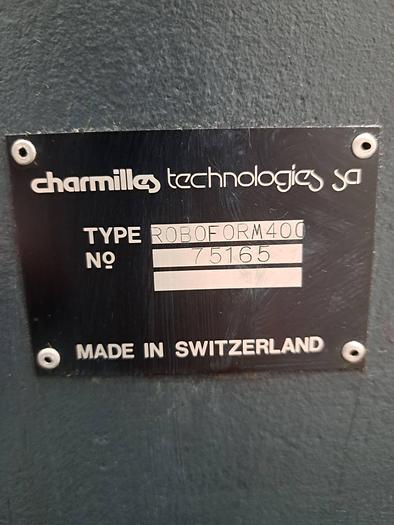 charmilles technologies sa
TYPE ROBOFORM400
Nº 75165
MADE IN SWITZERLAND